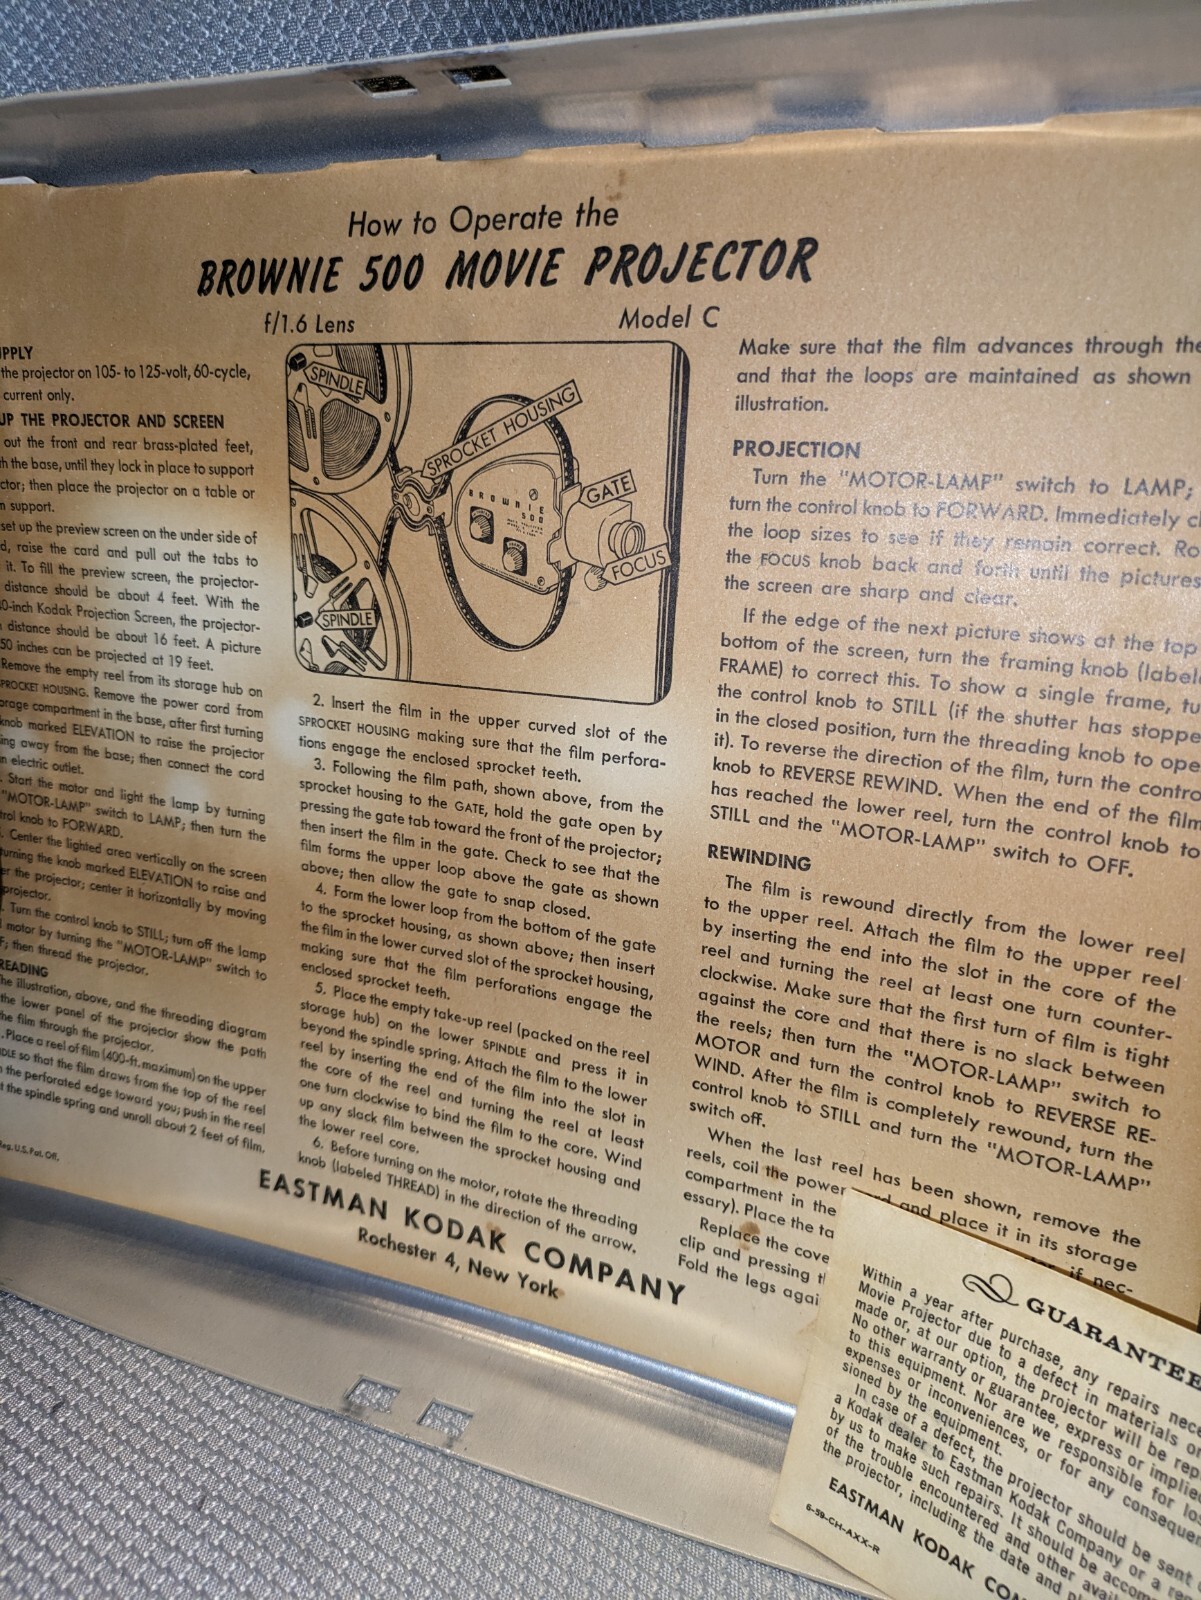 How to Operate the
BROWNIE 500 MOVIE PROJECTOR
f/1.6 Lens
Model C
the projector on 105- to 125-volt, 60-cycle,
current only.
UP THE PROJECTOR AND SCREEN
out the front and rear brass-plated feet,
the base, until they lock in place to support
then place the projector on a table or
support.
set up the preview screen on the under side of
raise the card and pull out the tabs to
it. To fill the preview screen, the projector-
distance should be about 4 feet. With the
Kodak Projection Screen, the projector-
distance should be about 16 feet. A picture
50 inches can be projected at 19 feet.
Remove the empty reel from its storage hub on
SPROCKET HOUSING. Remove the power cord from
compartment in the base, after first turning
knob marked ELEVATION to raise the projector
away from the base; then connect the cord
electric outlet.
Start the motor and light the lamp by turning
"MOTOR-LAMP" switch to LAMP; then turn the
knob to FORWARD.
Center the lighted area vertically on the screen
turning the knob marked ELEVATION to raise and
the projector; center it horizontally by moving
projector.
Turn the control knob to STILL; turn off the lamp
motor by turning the "MOTOR-LAMP" switch to
then thread the projector.
illustration, above, and the threading diagram
the lower panel of the projector show the path
the film through the projector.
Place a reel of film (400-ft. maximum) on the upper
so that the film draws from the top of the reel
the perforated edge toward you; push in the reel
the spindle spring and unroll about 2 feet of film.
Reg. U.S. Pat. Off.
SPINDLE
SPROCKET HOUSING
GATE
BROWNIE
500
FOCUS
SPINDLE
2. Insert the film in the upper curved slot of the
SPROCKET HOUSING making sure that the film perfora-
tions engage the enclosed sprocket teeth.
3. Following the film path, shown above, from the
sprocket housing to the GATE, hold the gate open by
pressing the gate tab toward the front of the projector;
then insert the film in the gate. Check to see that the
film forms the upper loop above the gate as shown
above; then allow the gate to snap closed.
4. Form the lower loop from the bottom of the gate
to the sprocket housing, as shown above; then insert
the film in the lower curved slot of the sprocket housing,
making sure that the film perforations engage the
enclosed sprocket teeth.
5. Place the empty take-up reel (packed on the reel
storage hub) on the lower SPINDLE and press it in
beyond the spindle spring. Attach the film to the lower
reel by inserting the end of the film into the slot in
the core of the reel and turning the reel at least
one turn clockwise to bind the film to the core. Wind
up any slack film between the sprocket housing and
the lower reel core.
6. Before turning on the motor, rotate the threading
knob (labeled THREAD) in the direction of the arrow.
Make sure that the film advances through the
and that the loops are maintained as shown
illustration.
PROJECTION
Turn the "MOTOR-LAMP" switch to LAMP;
turn the control knob to FORWARD. Immediately
the loop sizes to see if they remain correct.
the FOCUS knob back and forth until the pictures
the screen are sharp and clear.
If the edge of the next picture shows at the top
bottom of the screen, turn the framing knob
FRAME) to correct this. To show a single frame,
the control knob to STILL (if the shutter has
in the closed position, turn the threading knob to
it). To reverse the direction of the film, turn the
knob to REVERSE REWIND. When the end of the film
has reached the lower reel, turn the control knob to
STILL and the "MOTOR-LAMP" switch to OFF.
REWINDING
The film is rewound directly from the lower reel
to the upper reel. Attach the film to the upper reel
by inserting the end into the slot in the core of the
reel and turning the reel at least one turn counter-
clockwise. Make sure that the first turn of film is tight
against the core and that there is no slack between
the reels; then turn the "MOTOR-LAMP" switch to
MOTOR and turn the control knob to REVERSE RE-
WIND. After the film is completely rewound, turn the
control knob to STILL and turn the "MOTOR-LAMP"
switch off.
When the last reel has been shown, remove the
reels, coil the power cord and place it in its storage
compartment in the if nec-
essary). Place the
Replace the
clip and pressing
Fold the legs
EASTMAN KODAK COMPANY
Rochester 4, New York
GUARANTEE
Within a year after purchase, any repairs
Movie Projector due to a defect in materials
made or, at our option, the projector will be
No other warranty or guarantee, express or implied
to this equipment. Nor are we responsible for
expenses or inconveniences, or for any
sioned by the equipment.
In case of a defect, the projector should be sent
a Kodak dealer to Eastman Kodak Company or a
by us to make such repairs. It should be
of the trouble encountered and other
the projector, including the date and
EASTMAN KODAK
6-59-CH-AXX-R